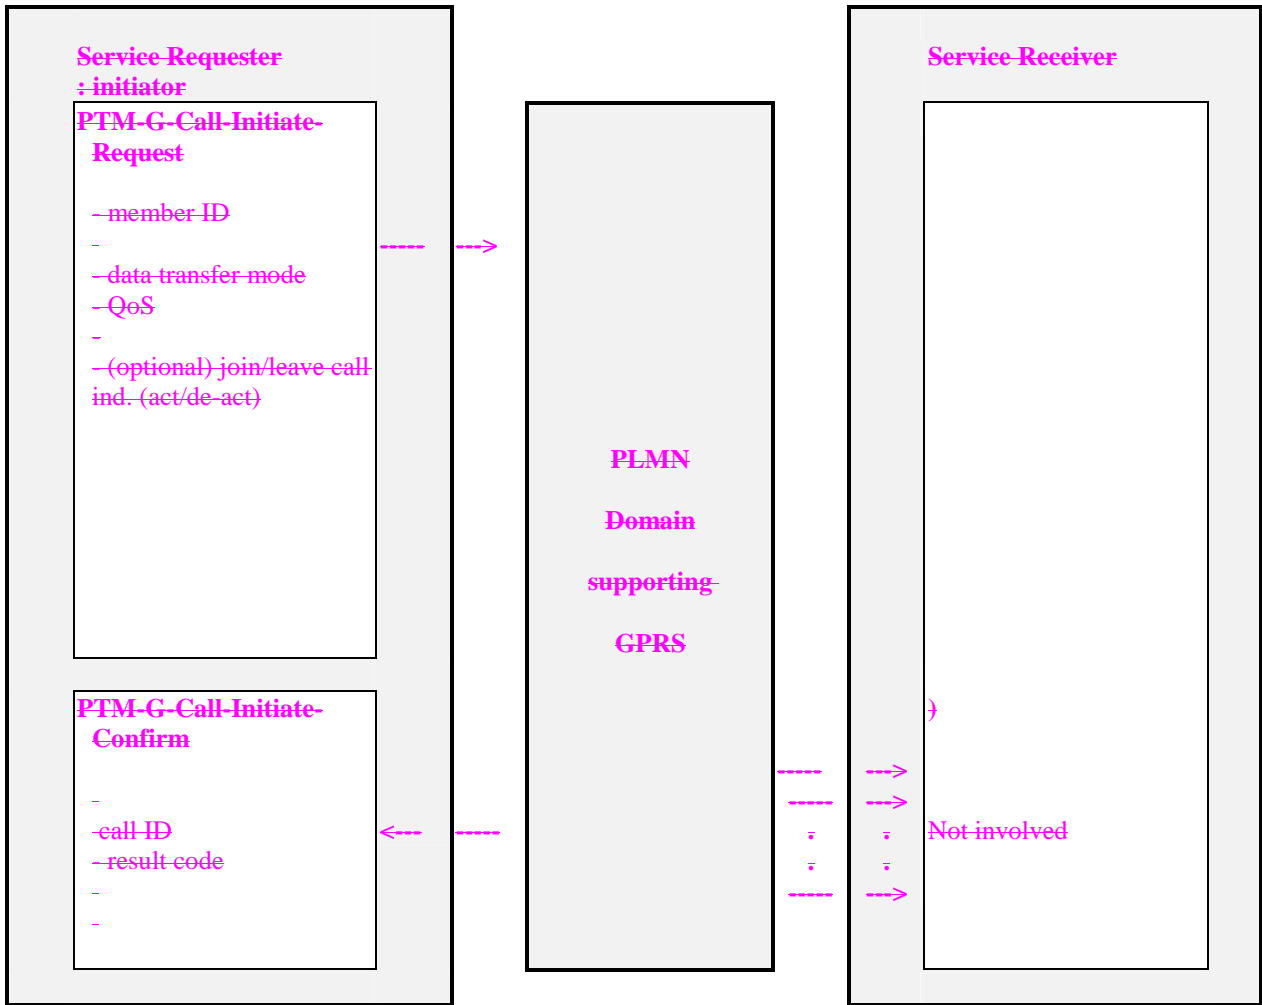 Service Requester
: initiator
PTM-G-Call-Initiate-
Request
- member ID
-
- data transfer mode
- QoS
-
- (optional) join/leave call
ind. (act/de-act)
PTM-G-Call-Initiate-
Confirm
-
call ID
- result code
-
-
----- --->
<--- -----
PLMN
Domain
supporting
GPRS
----- --->
----- --->
. .
. .
----- --->
Service Receiver
)
Not involved